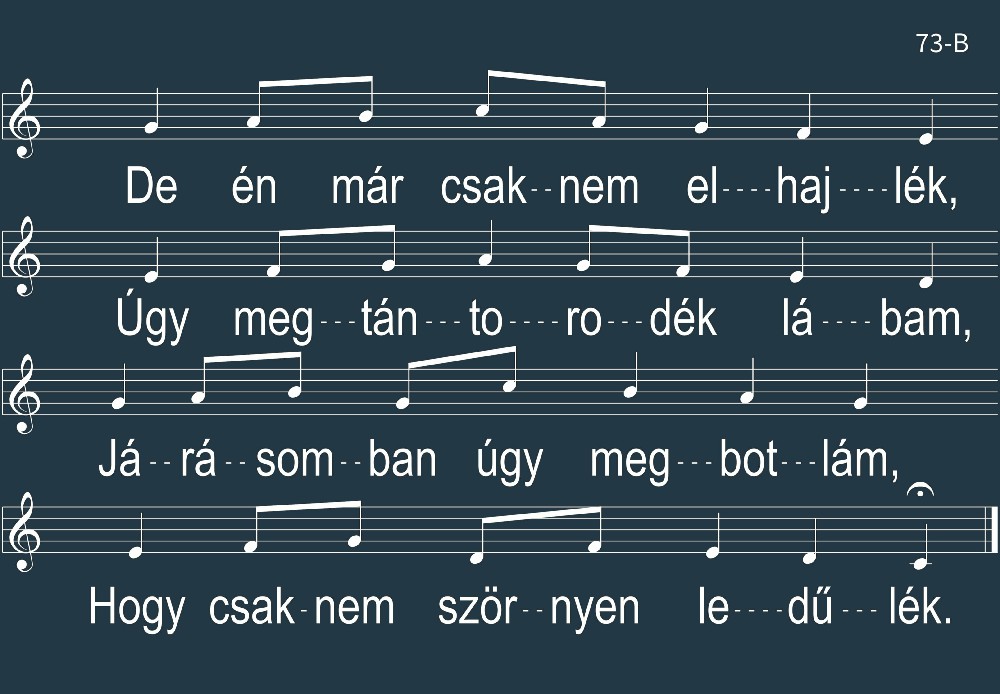 73-B
De én már csak--nem el----haj----lék,
Úgy meg---tán---to----ro---dék lá----bam,
Já--rá--som--ban úgy meg---bot---lám,
Hogy csak-nem ször--nyen le----dű---lék.